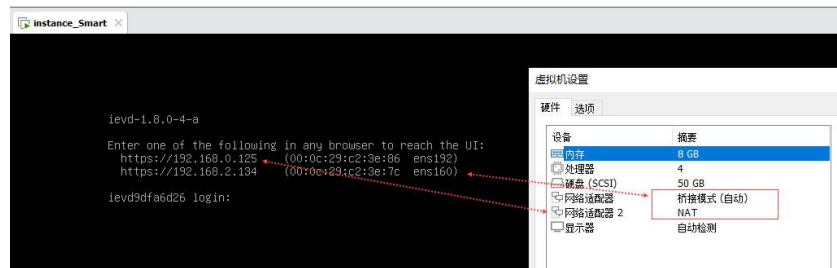 instance_Smart
ievd-1.8.0-4-a
Enter one of the following in any browser to reach the UI:
https://192.168.0.125 (00:0c:29:c2:3e:86 ens192)
https://192.168.2.134 (00:0c:29:c2:3e:7c ens160)
ievd9dfa6d26 login:
虚拟机设置
硬件 选项
设备 摘要
内存 8 GB
处理器 4
硬盘 (SCSI) 50 GB
网络适配器 桥接模式 (自动)
网络适配器 2 NAT
显示器 自动检测